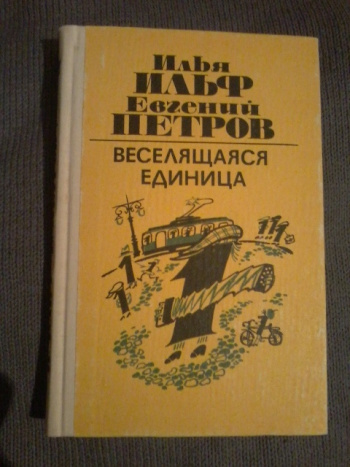 Илья
ИЛЬФ
Евгений
ПЕТРОВ
ВЕСЕЛЯЩАЯСЯ
ЕДИНИЦА